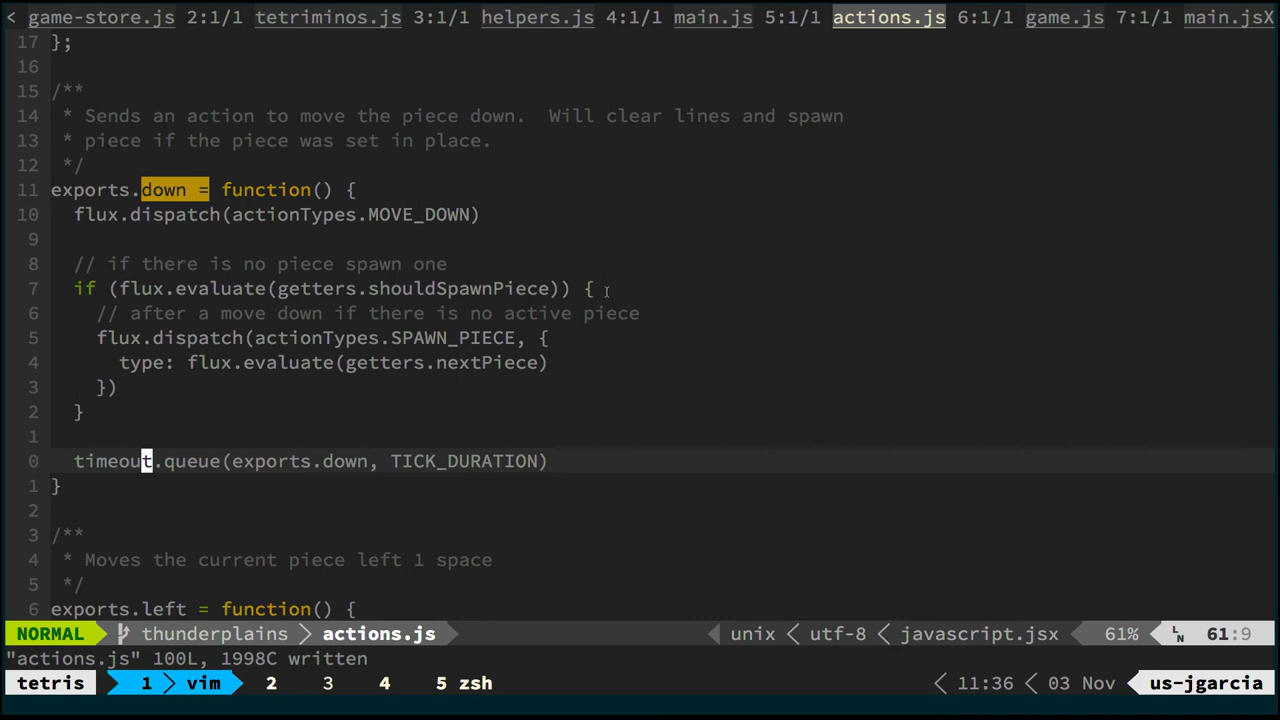 < game-store.js 2:1/1 tetriminos.js 3:1/1 helpers.js 4:1/1 main.js 5:1/1 actions.js 6:1/1 game.js 7:1/1 main.jsX
17 };
16
15 /**
14  * Sends an action to move the piece down.  Will clear lines and spawn
13  * piece if the piece was set in place.
12  */
11 exports.down = function() {
10   flux.dispatch(actionTypes.MOVE_DOWN)
9
8   // if there is no piece spawn one
7   if (flux.evaluate(getters.shouldSpawnPiece)) {
6     // after a move down if there is no active piece
5     flux.dispatch(actionTypes.SPAWN_PIECE, {
4       type: flux.evaluate(getters.nextPiece)
3     })
2   }
1
0   timeout.queue(exports.down, TICK_DURATION)
1 }
2
3 /**
4  * Moves the current piece left 1 space
5  */
6 exports.left = function() {
NORMAL thunderplains actions.js unix < utf-8 < javascript.jsx 61% LN 61:9
"actions.js" 100L, 1998C written
tetris 1 vim 2 3 4 5 zsh 11:36 03 Nov us-jgarcia